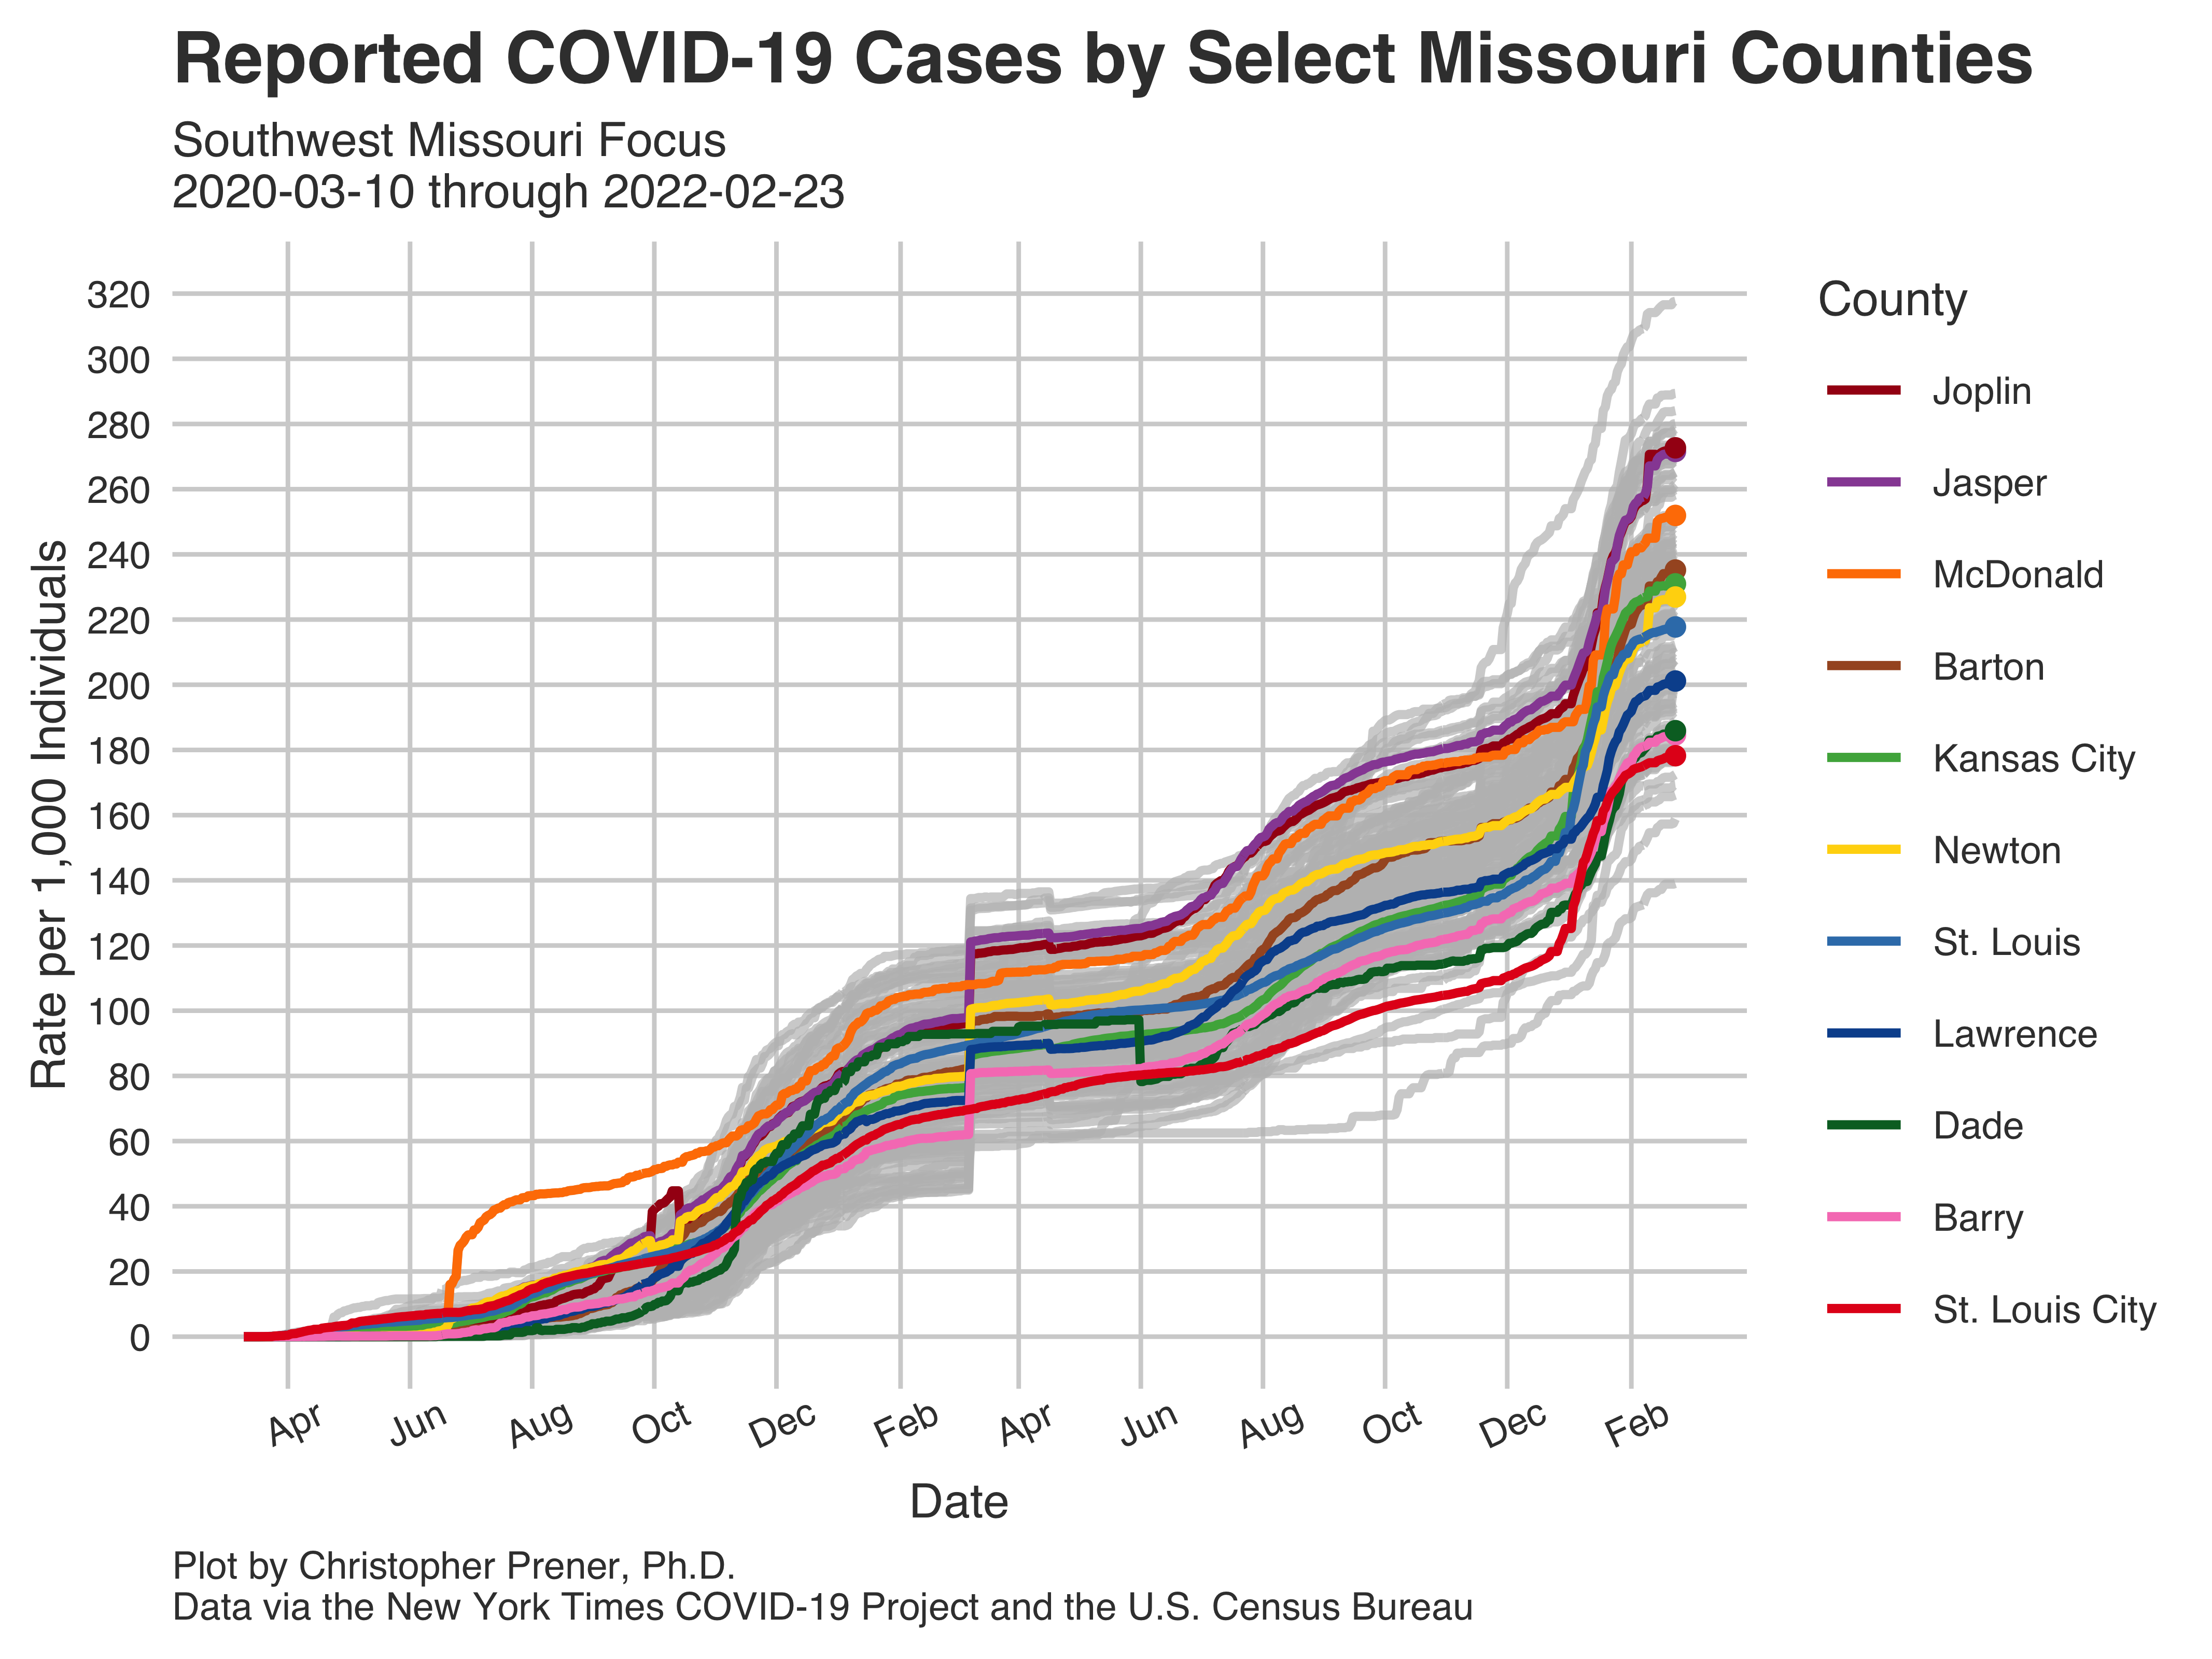 Reported COVID-19 Cases by Select Missouri Counties
Southwest Missouri Focus
2020-03-10 through 2022-02-23
Rate per 1,000 Individuals
320
300
280
260
240
220
200
180
160
140
120
100
80
60
40
20
0
Apr Jun Aug Oct Dec Feb Apr Jun Aug Oct Dec Feb
Date
County
Joplin
Jasper
McDonald
Barton
Kansas City
Newton
St. Louis
Lawrence
Dade
Barry
St. Louis City
Plot by Christopher Prener, Ph.D.
Data via the New York Times COVID-19 Project and the U.S. Census Bureau